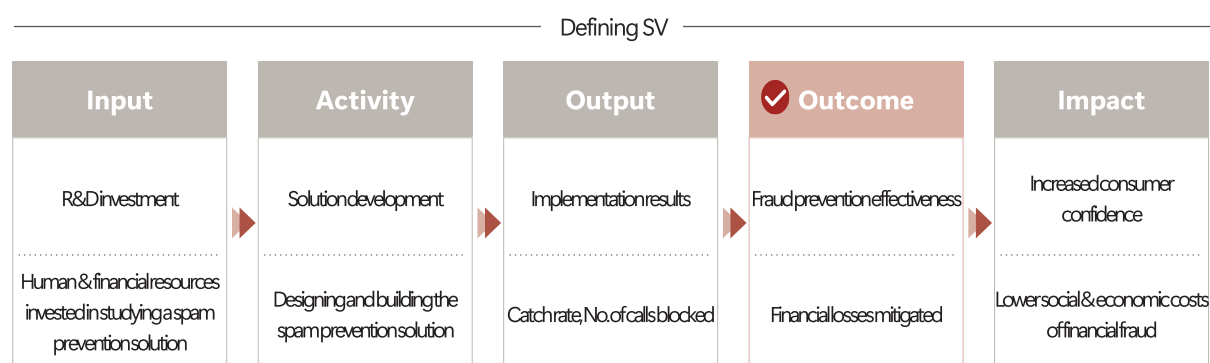 Defining SV
Input
Activity
Output
Outcome
Impact
R&D investment
Solution development
Implementation results
Fraud prevention effectiveness
Increased consumer
confidence
Human & financial resources
invested in studying a spam
prevention solution
Designing and building the
spam prevention solution
Catch rate, No. of calls blocked
Financial losses mitigated
Lower social & economic costs
of financial fraud